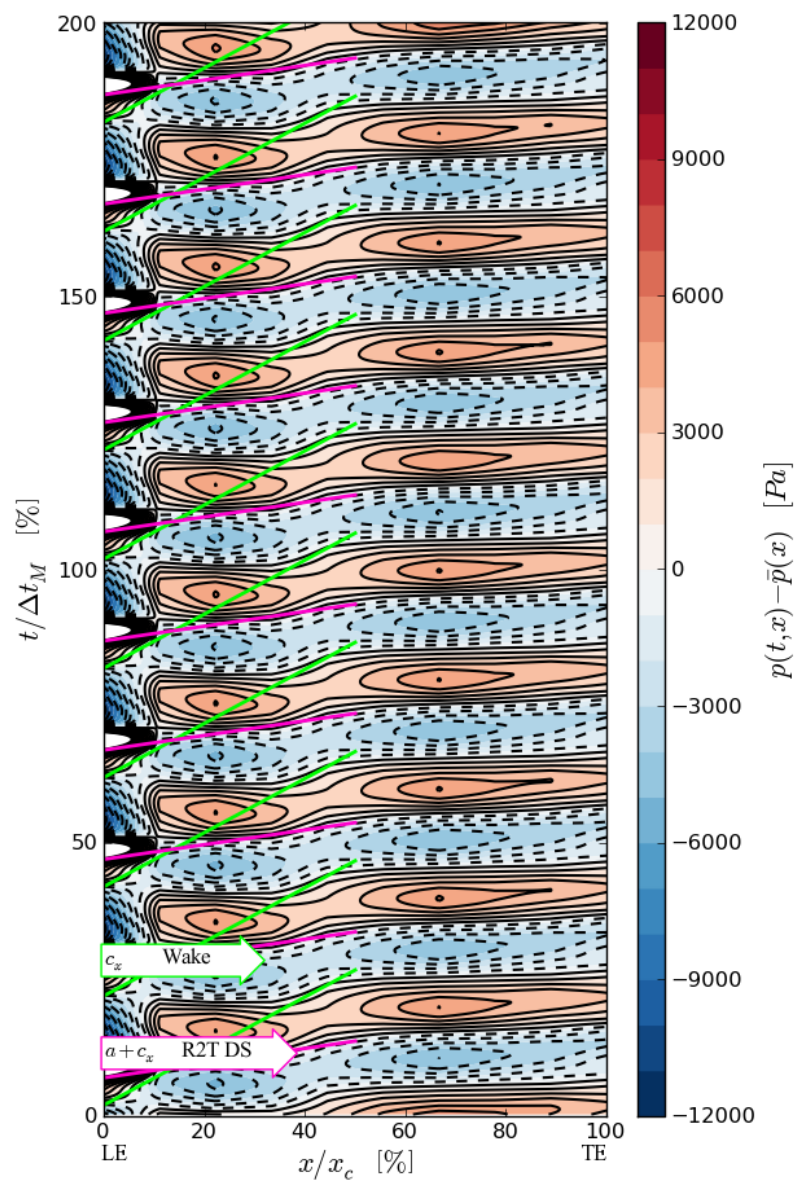 200
150
100
50
0
t/Δt_M [%]
c_x Wake
a + c_x R2T DS
0 20 40 60 80 100
LE TE
x/x_c [%]
12000
9000
6000
3000
0
−3000
−6000
−9000
−12000
p(t,x)−p̄(x) [Pa]